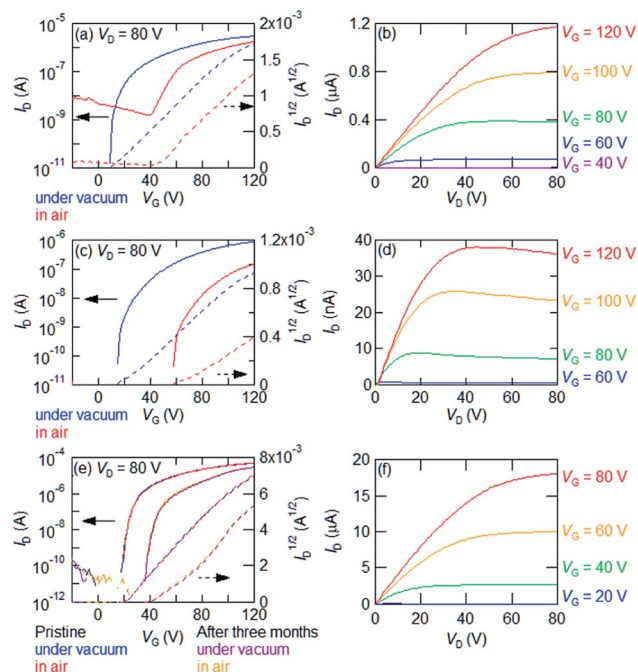 (a) V_D = 80 V
10^-5
10^-7
10^-9
10^-11
I_D (A)
2x10^-3
1.5
1
0.5
0
I_D^1/2 (A^1/2)
0 40 80 120
V_G (V)
under vacuum
in air
(b)
1.2
0.8
0.4
0
I_D (µA)
0 20 40 60 80
V_D (V)
V_G = 120 V
V_G =100 V
V_G = 80 V
V_G = 60 V
V_G = 40 V
(c) V_D = 80 V
10^-6
10^-7
10^-8
10^-9
10^-10
10^-11
I_D (A)
1.2x10^-3
0.8
0.4
0
I_D^1/2 (A^1/2)
0 40 80 120
V_G (V)
under vacuum
in air
(d)
40
30
20
10
0
I_D (nA)
0 20 40 60 80
V_D (V)
V_G = 120 V
V_G = 100 V
V_G = 80 V
V_G = 60 V
(e) V_D = 80 V
10^-4
10^-6
10^-8
10^-10
10^-12
I_D (A)
8x10^-3
6
4
2
0
I_D^1/2 (A^1/2)
0 40 80 120
V_G (V)
Pristine
under vacuum
in air
After three months
under vacuum
in air
(f)
20
15
10
5
0
I_D (µA)
0 20 40 60 80
V_D (V)
V_G = 80 V
V_G = 60 V
V_G = 40 V
V_G = 20 V